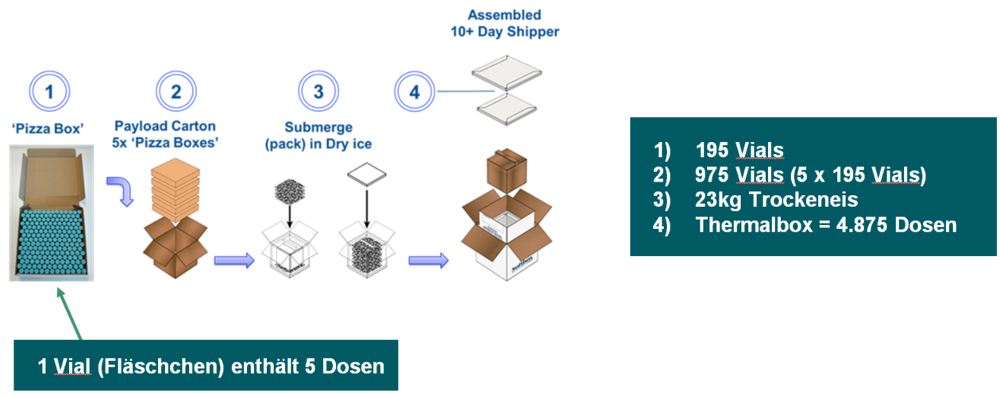 Assembled
10+ Day Shipper
1
2
3
4
'Pizza Box'
Payload Carton
5x 'Pizza Boxes'
Submerge
(pack) in Dry ice
1) 195 Vials
2) 975 Vials (5 x 195 Vials)
3) 23kg Trockeneis
4) Thermalbox = 4.875 Dosen
Softbox
1 Vial (Fläschchen) enthält 5 Dosen